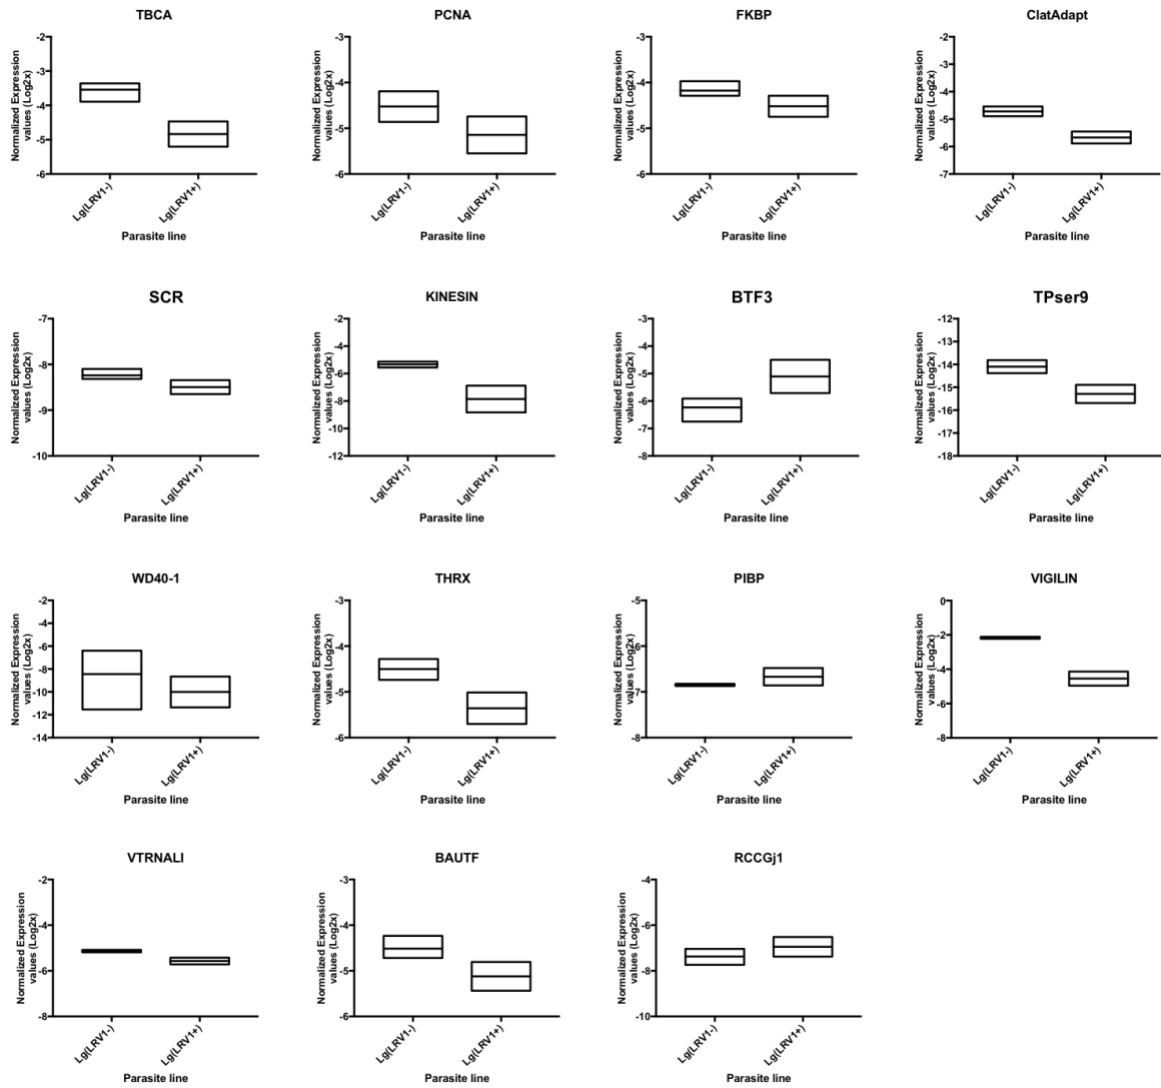 TBCA
Normalized Expression
values (Log2x)
-2
-3
-4
-5
-6
Lg(LRV1-)
Lg(LRV1+)
Parasite line
PCNA
Normalized Expression
values (Log2x)
-3
-4
-5
-6
Lg(LRV1-)
Lg(LRV1+)
Parasite line
FKBP
Normalized Expression
values (Log2x)
-3
-4
-5
-6
Lg(LRV1-)
Lg(LRV1+)
Parasite line
ClatAdapt
Normalized Expression
values (Log2x)
-2
-3
-4
-5
-6
-7
Lg(LRV1-)
Lg(LRV1+)
Parasite line
SCR
Normalized Expression
values (Log2x)
-7
-8
-9
-10
Lg(LRV1-)
Lg(LRV1+)
Parasite line
KINESIN
Normalized Expression
values (Log2x)
-2
-4
-6
-8
-10
-12
Lg(LRV1-)
Lg(LRV1+)
Parasite line
BTF3
Normalized Expression
values (Log2x)
-3
-4
-5
-6
-7
-8
Lg(LRV1-)
Lg(LRV1+)
Parasite line
TPser9
Normalized Expression
values (Log2x)
-12
-13
-14
-15
-16
-17
-18
Lg(LRV1-)
Lg(LRV1+)
Parasite line
WD40-1
Normalized Expression
values (Log2x)
-2
-4
-6
-8
-10
-12
-14
Lg(LRV1-)
Lg(LRV1+)
Parasite line
THRX
Normalized Expression
values (Log2x)
-3
-4
-5
-6
Lg(LRV1-)
Lg(LRV1+)
Parasite line
PIBP
Normalized Expression
values (Log2x)
-5
-6
-7
-8
Lg(LRV1-)
Lg(LRV1+)
Parasite line
VIGILIN
Normalized Expression
values (Log2x)
0
-2
-4
-6
-8
Lg(LRV1-)
Lg(LRV1+)
Parasite line
VTRNALI
Normalized Expression
values (Log2x)
-2
-4
-6
-8
Lg(LRV1-)
Lg(LRV1+)
Parasite line
BAUTF
Normalized Expression
values (Log2x)
-3
-4
-5
-6
Lg(LRV1-)
Lg(LRV1+)
Parasite line
RCCGj1
Normalized Expression
values (Log2x)
-4
-6
-8
-10
Lg(LRV1-)
Lg(LRV1+)
Parasite line